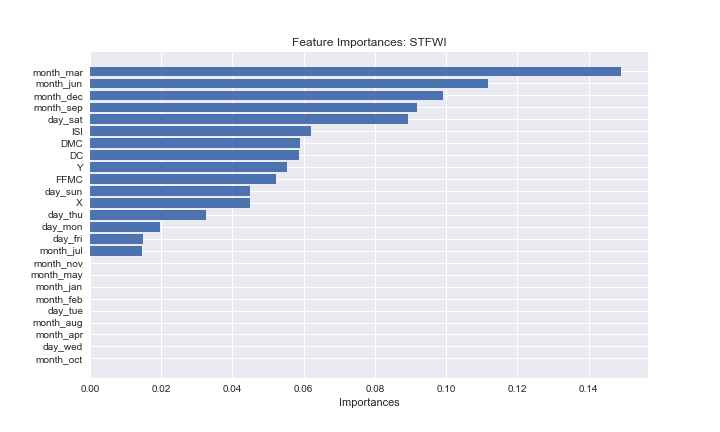 Feature Importances: STFWI
month_mar
month_jun
month_dec
month_sep
day_sat
ISI
DMC
DC
Y
FFMC
day_sun
X
day_thu
day_mon
day_fri
month_jul
month_nov
month_may
month_jan
month_feb
day_tue
month_aug
month_apr
day_wed
month_oct
0.00 0.02 0.04 0.06 0.08 0.10 0.12 0.14
Importances